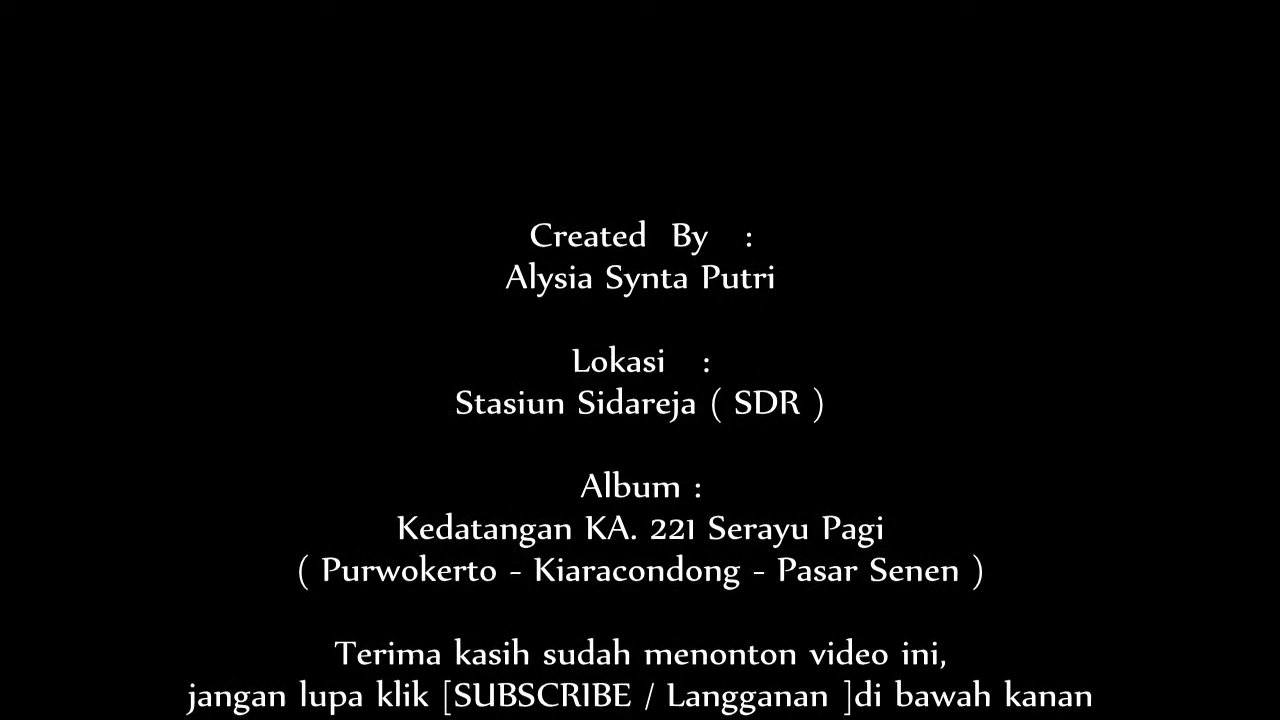 Created By :
Alysia Synta Putri
Lokasi :
Stasiun Sidareja ( SDR )
Album :
Kedatangan KA. 221 Serayu Pagi
( Purwokerto - Kiaracondong - Pasar Senen )
Terima kasih sudah menonton video ini,
jangan lupa klik [SUBSCRIBE / Langganan ]di bawah kanan